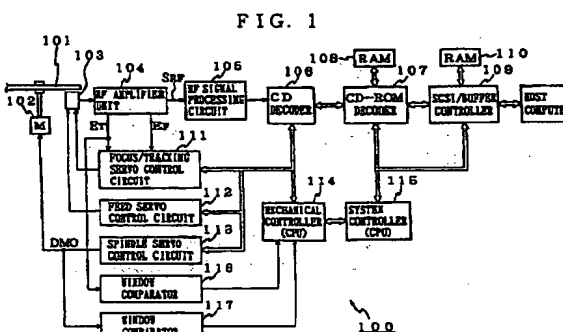 FIG. 1
101
103
104
SRF
105
106
108
RAM
107
RAM
110
109
102
M
RF AMPLIFIER
UNIT
RF SIGNAL
PROCESSING
CIRCUIT
CD
DECODER
CD-ROM
DECODER
SCSI/BUFFER
CONTROLLER
HOST
ET
EF
111
FOCUS/TRACKING
SERVO CONTROL
CIRCUIT
112
FEED SERVO
CONTROL CIRCUIT
114
115
MECHANICAL
CONTROLLER
(CPU)
SYSTEM
CONTROLLER
(CPU)
DMO
113
SPINDLE SERVO
CONTROL CIRCUIT
116
WINDOW
COMPARATOR
117
WINDOW
COMPARATOR
100